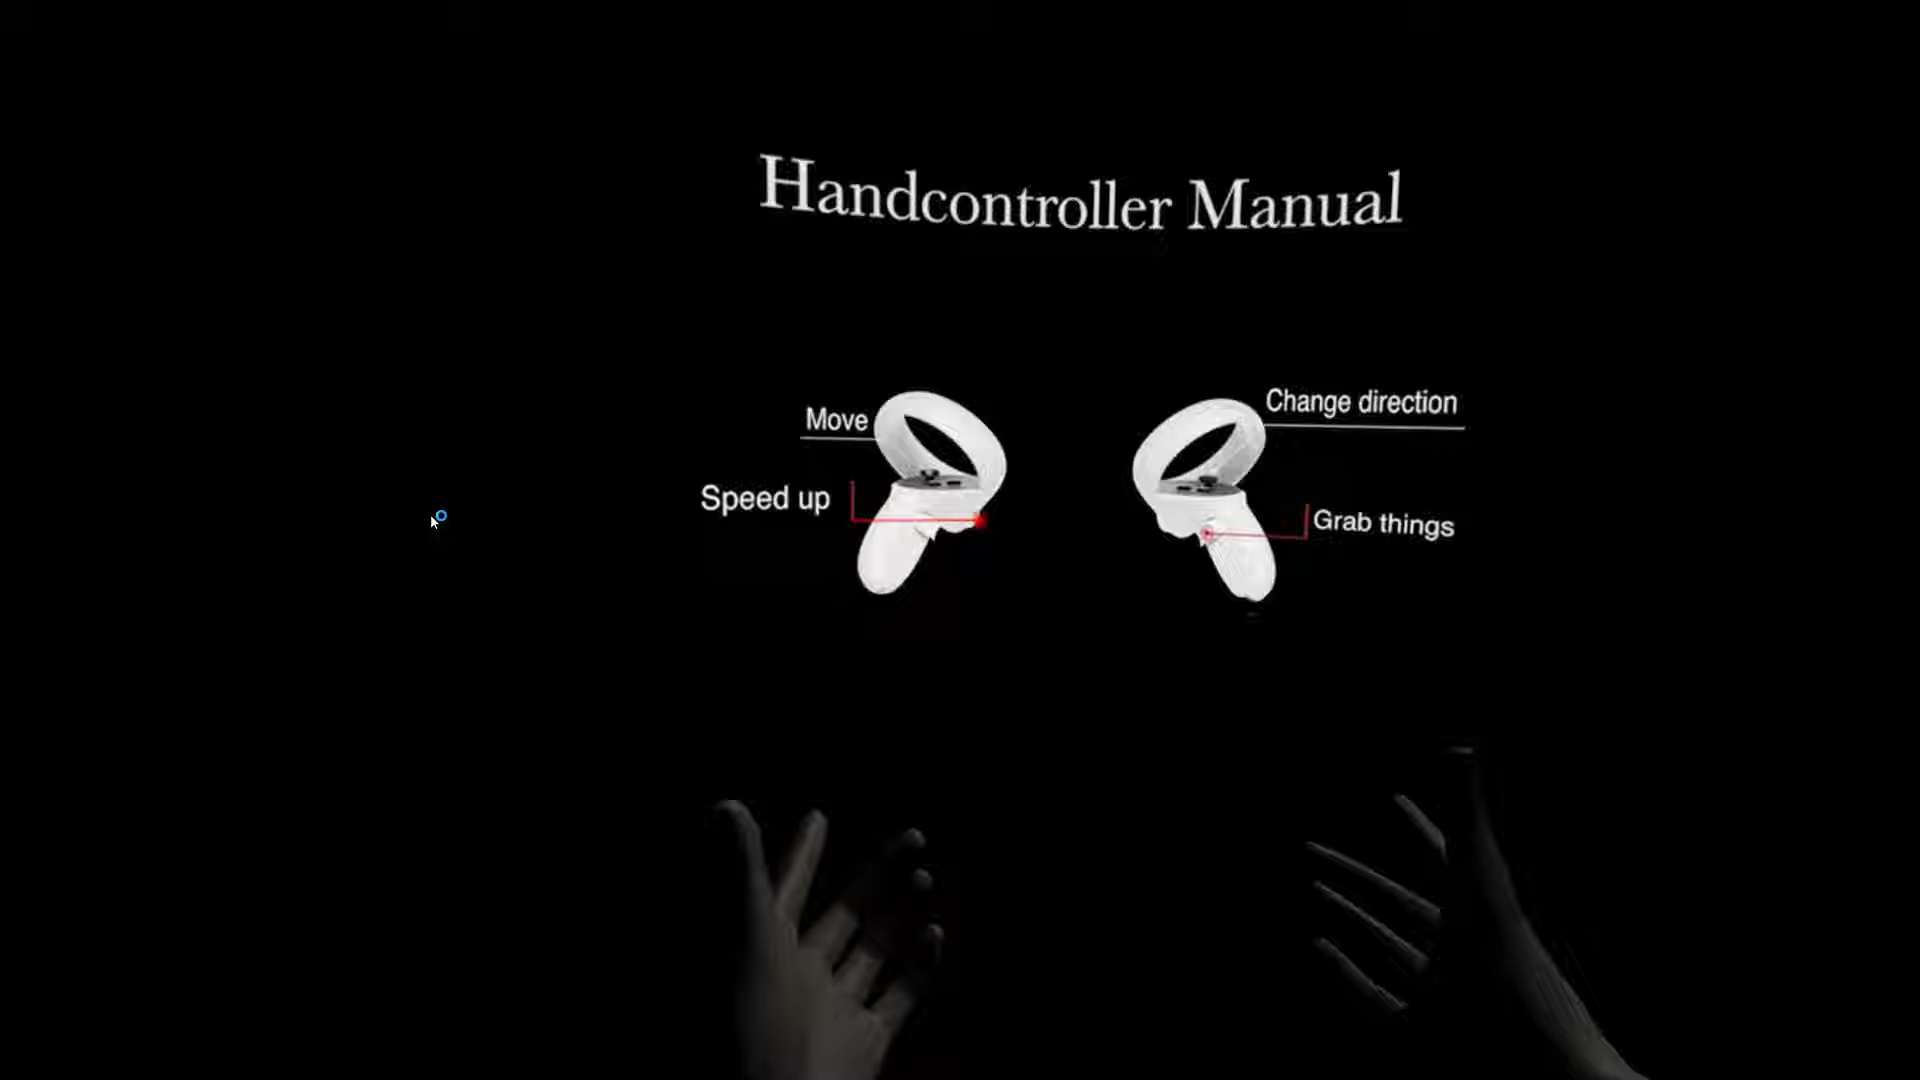 Handcontroller Manual
Move
Change direction
Speed up
Grab things